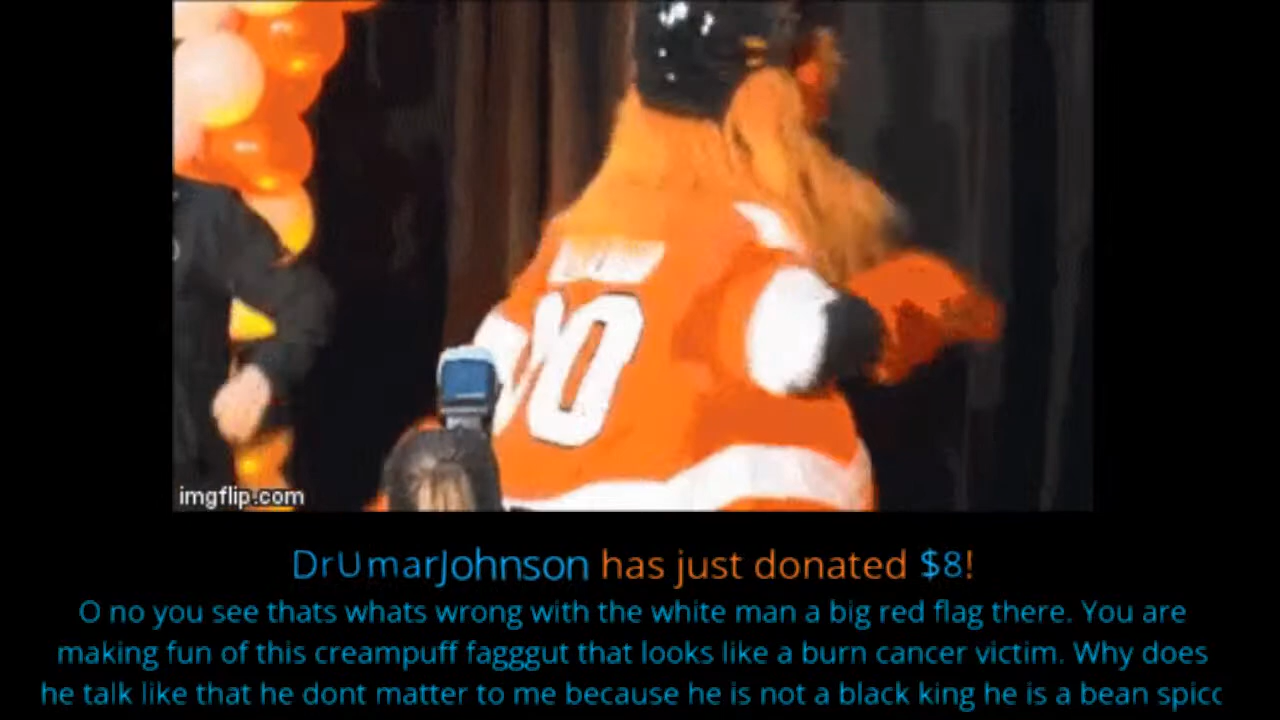 00
imgflip.com
DrUmarJohnson has just donated $8!
O no you see thats whats wrong with the white man a big red flag there. You are
making fun of this creampuff fagggut that looks like a burn cancer victim. Why does
he talk like that he dont matter to me because he is not a black king he is a bean spicc